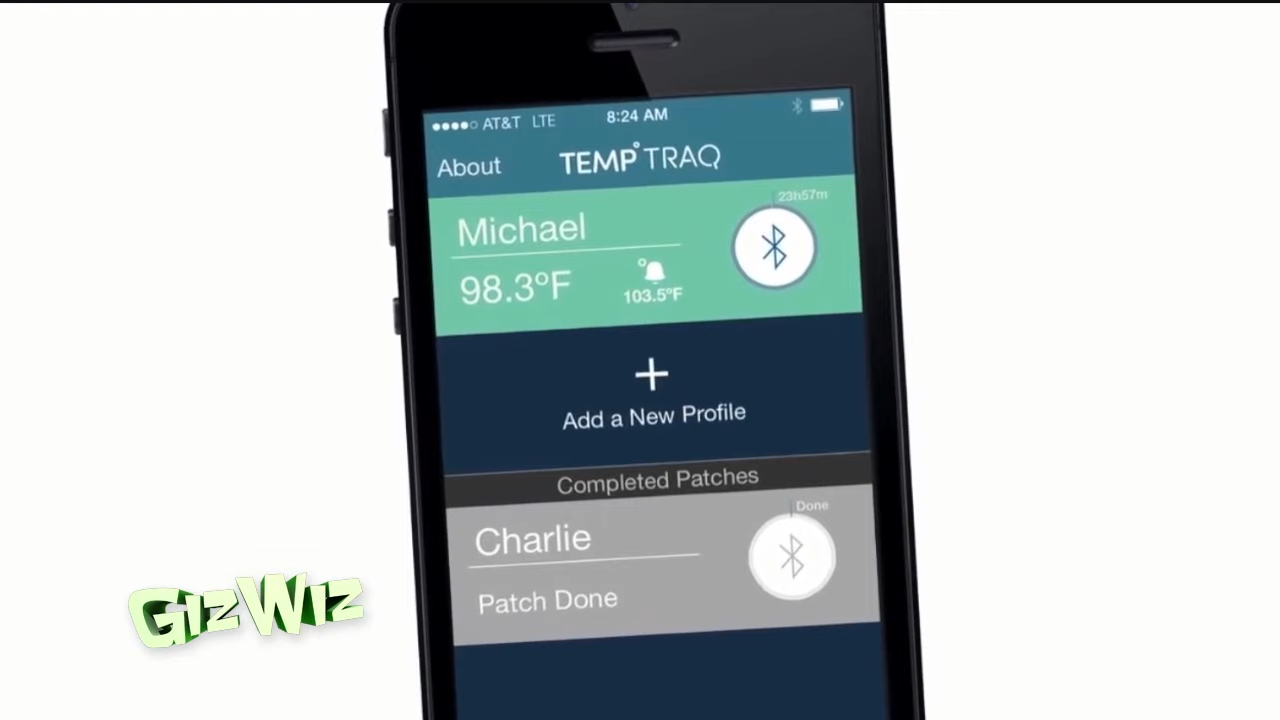 ●●●●○ AT&T LTE 8:24 AM
About TEMP°TRAQ
23h57m
Michael
98.3°F
103.5°F
+
Add a New Profile
Completed Patches
Done
Charlie
Patch Done
GIZWIZ